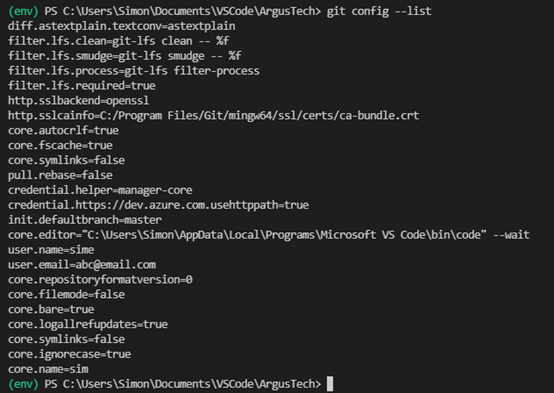 (env) PS C:\Users\Simon\Documents\VSCode\ArgusTech> git config --list
diff.astextplain.textconv=astextplain
filter.lfs.clean=git-lfs clean -- %f
filter.lfs.smudge=git-lfs smudge -- %f
filter.lfs.process=git-lfs filter-process
filter.lfs.required=true
http.sslbackend=openssl
http.sslcainfo=C:/Program Files/Git/mingw64/ssl/certs/ca-bundle.crt
core.autocrlf=true
core.fscache=true
core.symlinks=false
pull.rebase=false
credential.helper=manager-core
credential.https://dev.azure.com.usehttppath=true
init.defaultbranch=master
core.editor="C:\Users\Simon\AppData\Local\Programs\Microsoft VS Code\bin\code" --wait
user.name=sime
user.email=abc@email.com
core.repositoryformatversion=0
core.filemode=false
core.bare=true
core.logallrefupdates=true
core.symlinks=false
core.ignorecase=true
core.name=sim
(env) PS C:\Users\Simon\Documents\VSCode\ArgusTech>